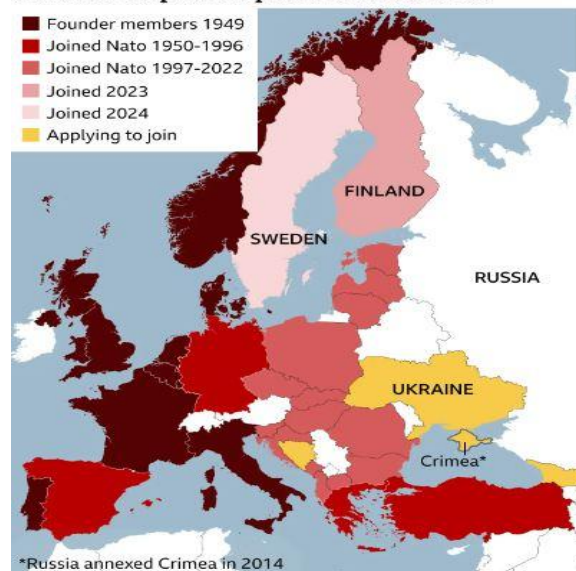 Founder members 1949
Joined Nato 1950-1996
Joined Nato 1997-2022
Joined 2023
Joined 2024
Applying to join
FINLAND
SWEDEN
RUSSIA
UKRAINE
Crimea*
*Russia annexed Crimea in 2014